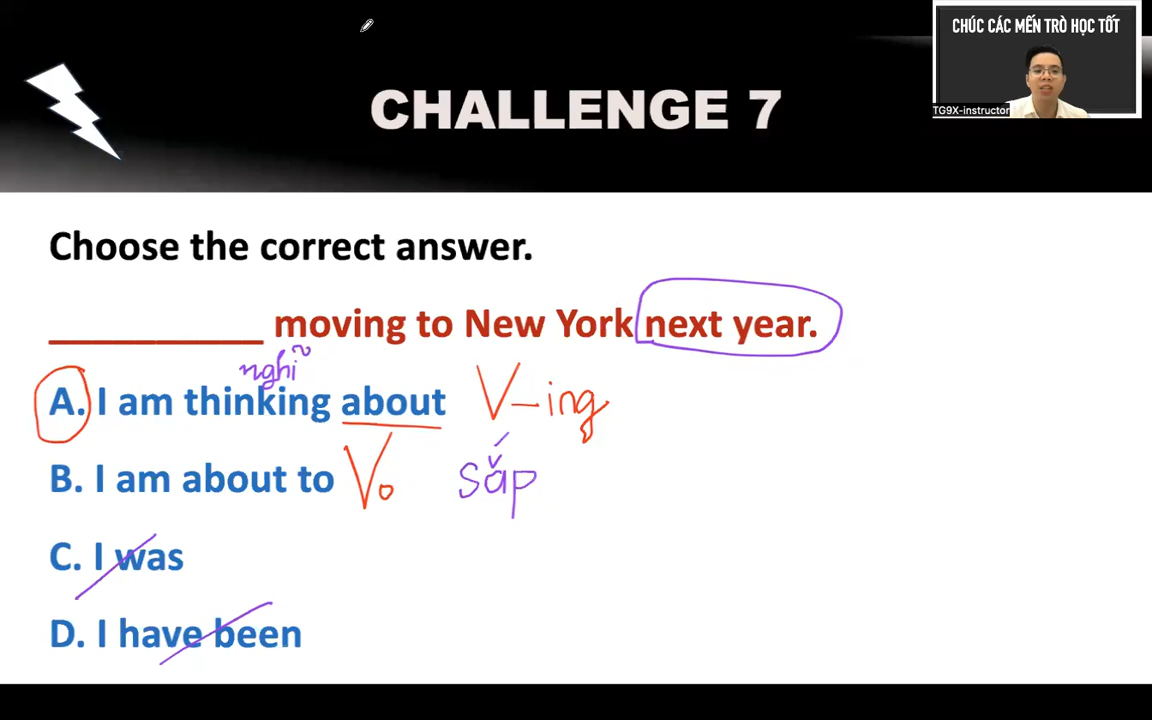 CHÚC CÁC MẾN TRÒ HỌC TỐT
TG9X-instructor
CHALLENGE 7
Choose the correct answer.
__________ moving to New York next year.
nghĩ
A. I am thinking about V-ing
B. I am about to Vo sắp
C. I was
D. I have been